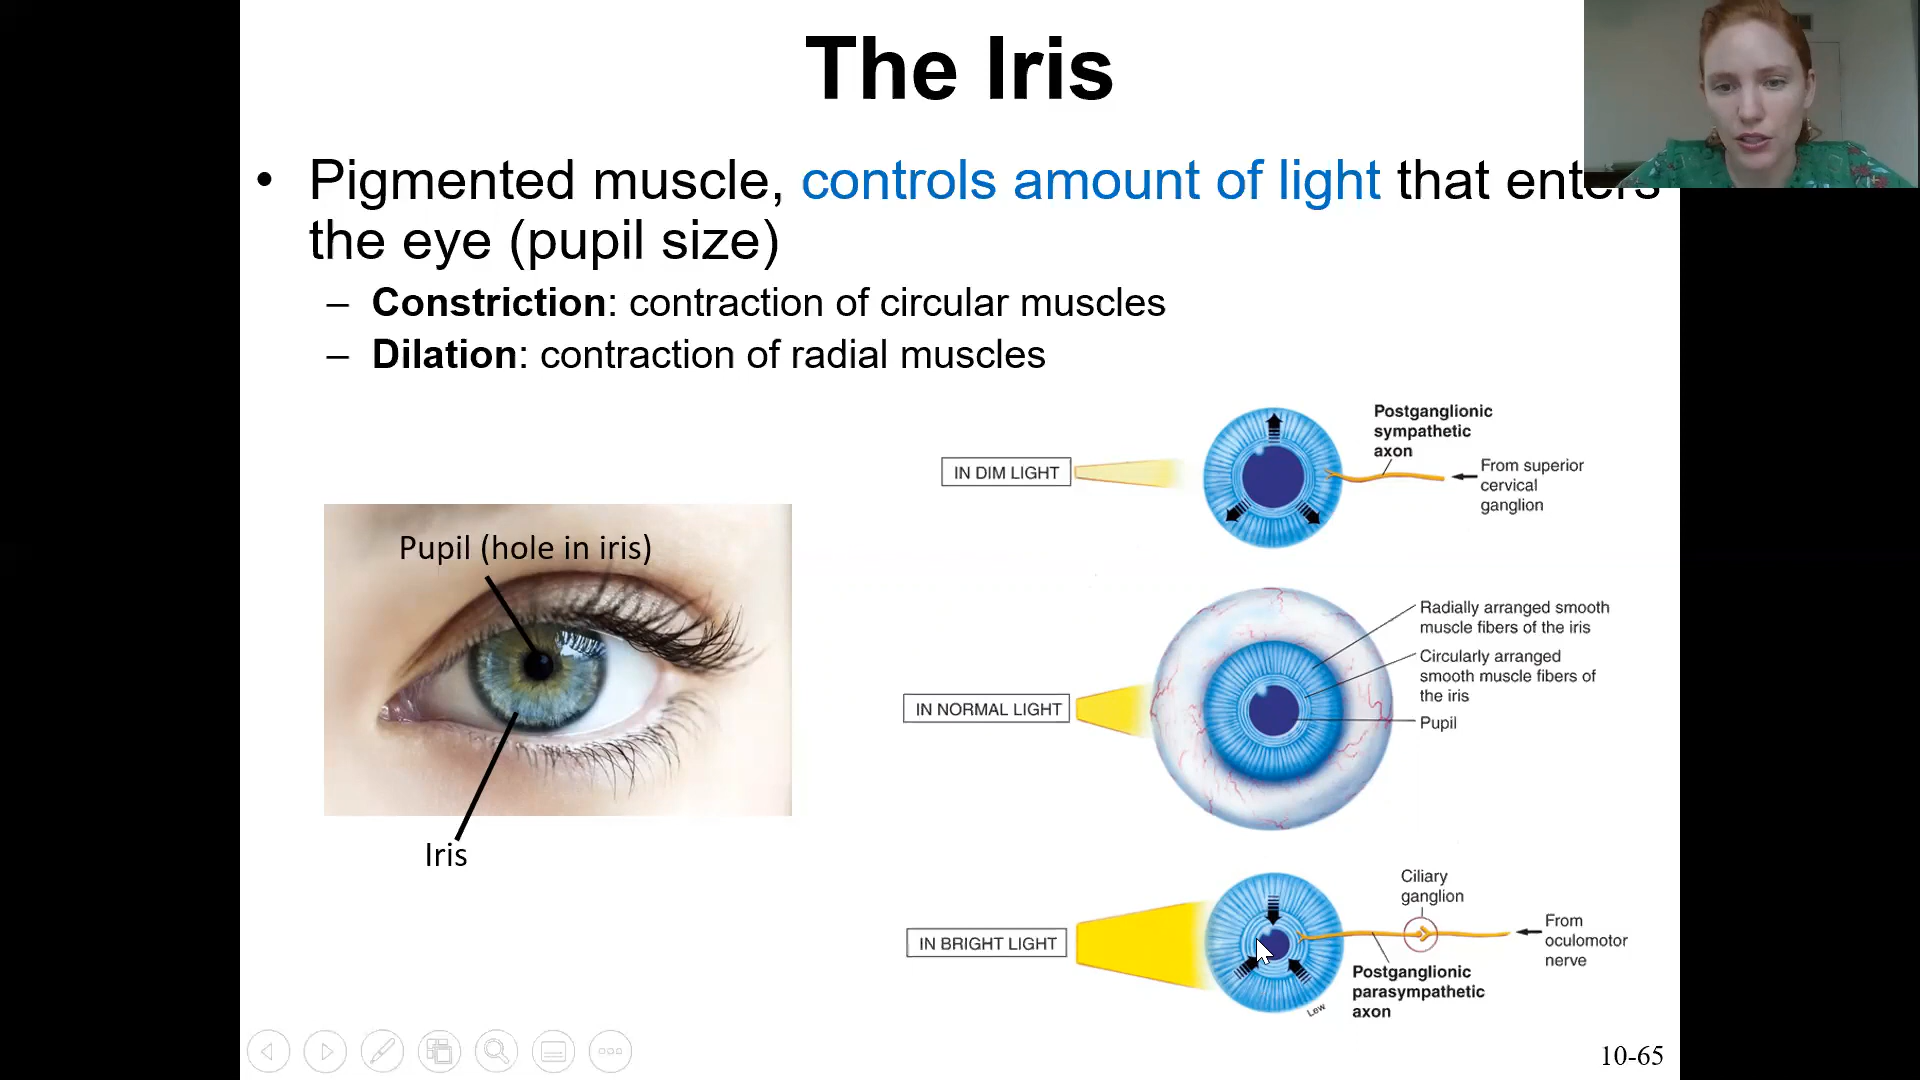 The Iris
• Pigmented muscle, controls amount of light that enters
the eye (pupil size)
– Constriction: contraction of circular muscles
– Dilation: contraction of radial muscles
Pupil (hole in iris)
Iris
IN DIM LIGHT
Postganglionic
sympathetic
axon
From superior
cervical
ganglion
IN NORMAL LIGHT
Radially arranged smooth
muscle fibers of the iris
Circularly arranged
smooth muscle fibers of
the iris
Pupil
IN BRIGHT LIGHT
Ciliary
ganglion
From
oculomotor
nerve
Postganglionic
parasympathetic
axon
Lew
10-65